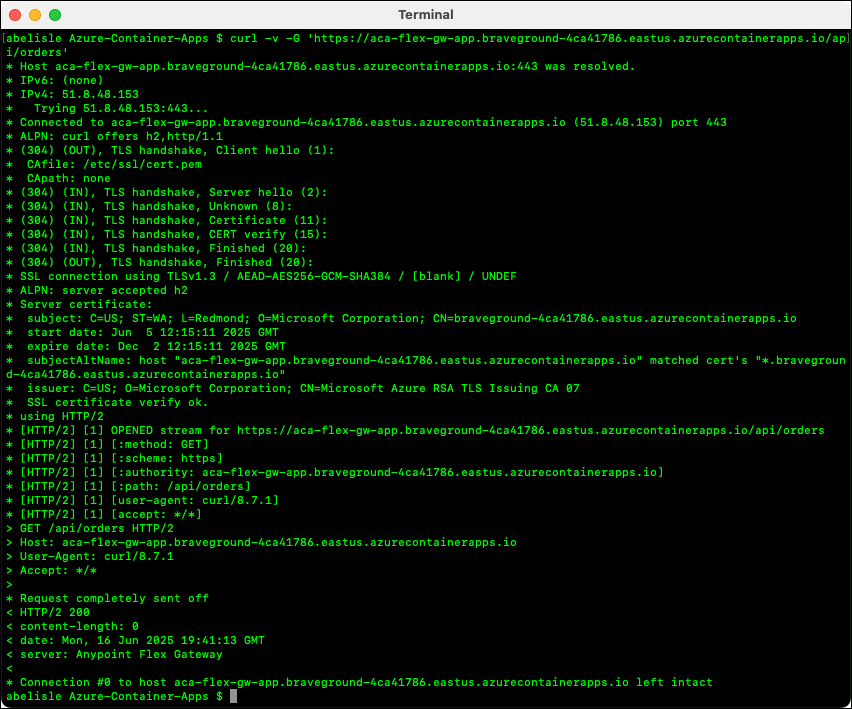 Terminal
[abelisle Azure-Container-Apps $ curl -v -G 'https://aca-flex-gw-app.braveground-4ca41786.eastus.azurecontainerapps.io/ap]
i/orders'
* Host aca-flex-gw-app.braveground-4ca41786.eastus.azurecontainerapps.io:443 was resolved.
* IPv6: (none)
* IPv4: 51.8.48.153
*   Trying 51.8.48.153:443...
* Connected to aca-flex-gw-app.braveground-4ca41786.eastus.azurecontainerapps.io (51.8.48.153) port 443
* ALPN: curl offers h2,http/1.1
* (304) (OUT), TLS handshake, Client hello (1):
*  CAfile: /etc/ssl/cert.pem
*  CApath: none
* (304) (IN), TLS handshake, Server hello (2):
* (304) (IN), TLS handshake, Unknown (8):
* (304) (IN), TLS handshake, Certificate (11):
* (304) (IN), TLS handshake, CERT verify (15):
* (304) (IN), TLS handshake, Finished (20):
* (304) (OUT), TLS handshake, Finished (20):
* SSL connection using TLSv1.3 / AEAD-AES256-GCM-SHA384 / [blank] / UNDEF
* ALPN: server accepted h2
* Server certificate:
*  subject: C=US; ST=WA; L=Redmond; O=Microsoft Corporation; CN=braveground-4ca41786.eastus.azurecontainerapps.io
*  start date: Jun  5 12:15:11 2025 GMT
*  expire date: Dec  2 12:15:11 2025 GMT
*  subjectAltName: host "aca-flex-gw-app.braveground-4ca41786.eastus.azurecontainerapps.io" matched cert's "*.bravegroun
d-4ca41786.eastus.azurecontainerapps.io"
*  issuer: C=US; O=Microsoft Corporation; CN=Microsoft Azure RSA TLS Issuing CA 07
*  SSL certificate verify ok.
* using HTTP/2
* [HTTP/2] [1] OPENED stream for https://aca-flex-gw-app.braveground-4ca41786.eastus.azurecontainerapps.io/api/orders
* [HTTP/2] [1] [:method: GET]
* [HTTP/2] [1] [:scheme: https]
* [HTTP/2] [1] [:authority: aca-flex-gw-app.braveground-4ca41786.eastus.azurecontainerapps.io]
* [HTTP/2] [1] [:path: /api/orders]
* [HTTP/2] [1] [user-agent: curl/8.7.1]
* [HTTP/2] [1] [accept: */*]
> GET /api/orders HTTP/2
> Host: aca-flex-gw-app.braveground-4ca41786.eastus.azurecontainerapps.io
> User-Agent: curl/8.7.1
> Accept: */*
>
* Request completely sent off
< HTTP/2 200
< content-length: 0
< date: Mon, 16 Jun 2025 19:41:13 GMT
< server: Anypoint Flex Gateway
<
* Connection #0 to host aca-flex-gw-app.braveground-4ca41786.eastus.azurecontainerapps.io left intact
abelisle Azure-Container-Apps $